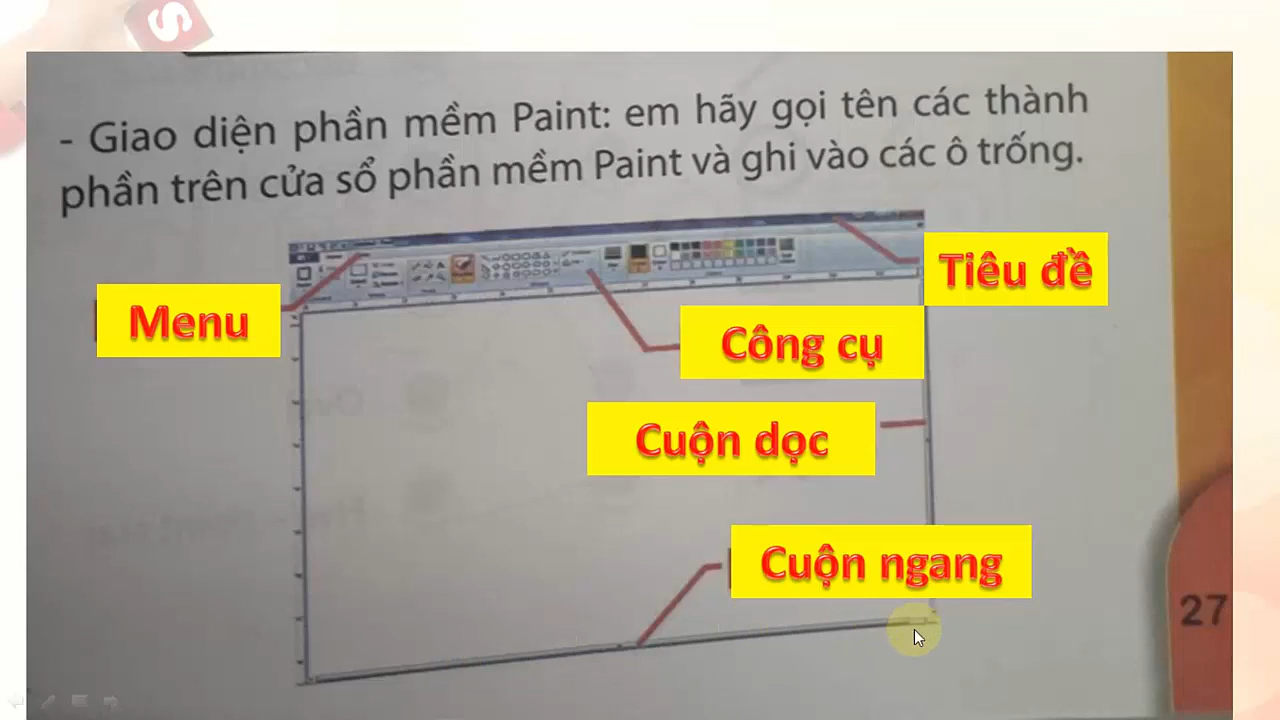 S
- Giao diện phần mềm Paint: em hãy gọi tên các thành
phần trên cửa sổ phần mềm Paint và ghi vào các ô trống.
Tiêu đề
Menu
Công cụ
Cuộn dọc
Cuộn ngang
27